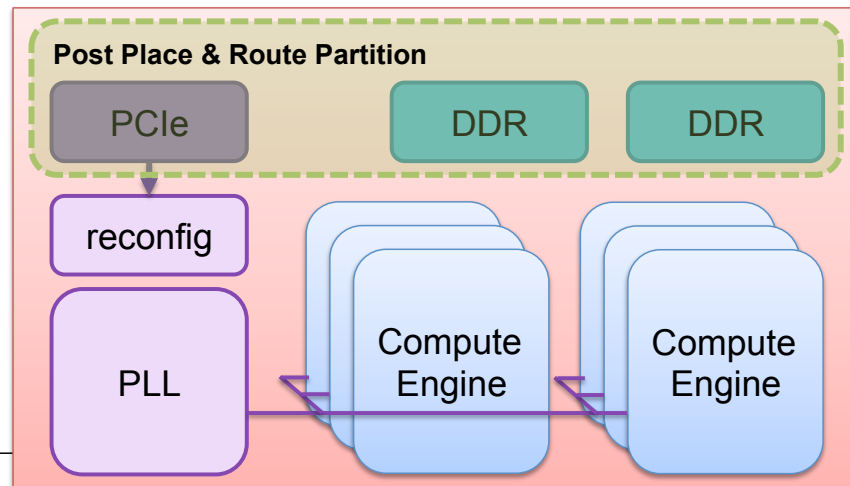 Post Place & Route Partition
PCIe
DDR
DDR
reconfig
PLL
Compute
Engine
Compute
Engine